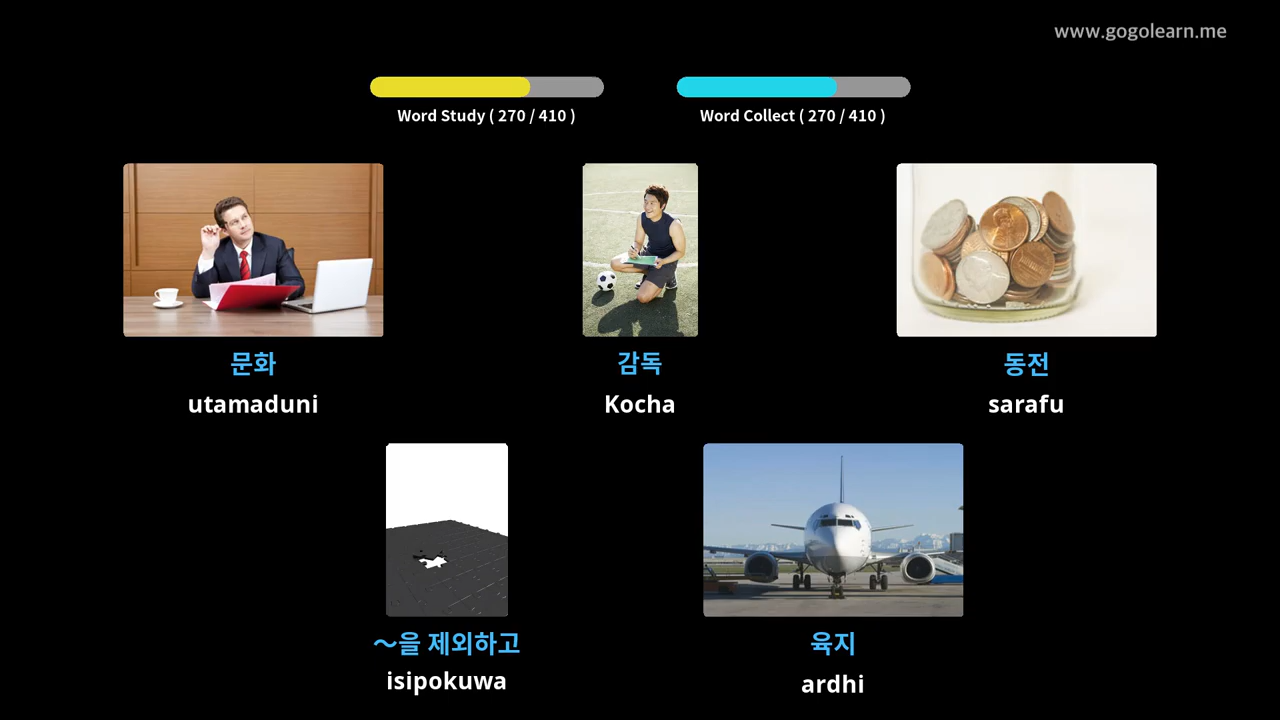 www.gogolearn.me
Word Study ( 270 / 410 )
Word Collect ( 270 / 410 )
문화
utamaduni
감독
Kocha
동전
sarafu
～을 제외하고
isipokuwa
육지
ardhi